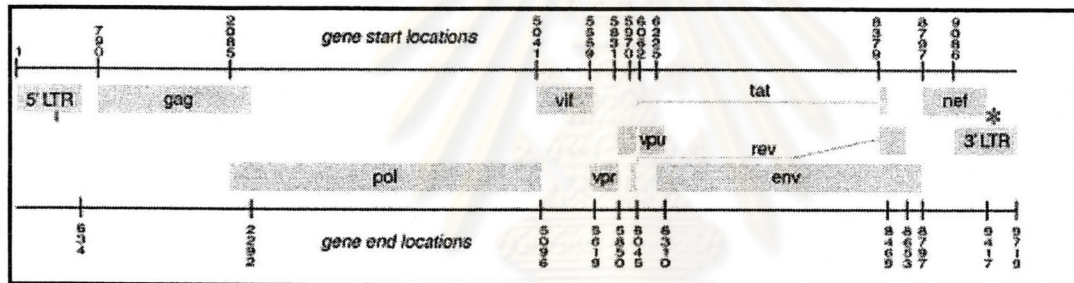 1 790 2085 5041 5559 5831 5970 6062 6225 8379 8797 9086
gene start locations
5' LTR gag vif tat nef
*
vpu rev 3' LTR
pol vpr env
gene end locations
634 5096 5619 5850 6045 6310 8469 8653 9417 9719